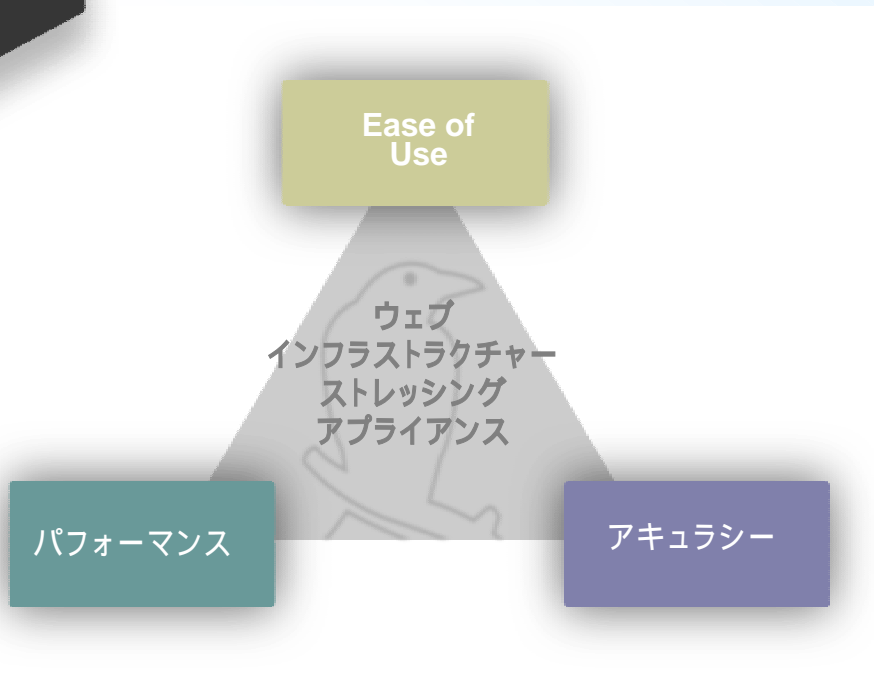 Ease of
Use
ウェブ
インフラストラクチャー
ストレッシング
アプライアンス
パフォーマンス
アキュラシー